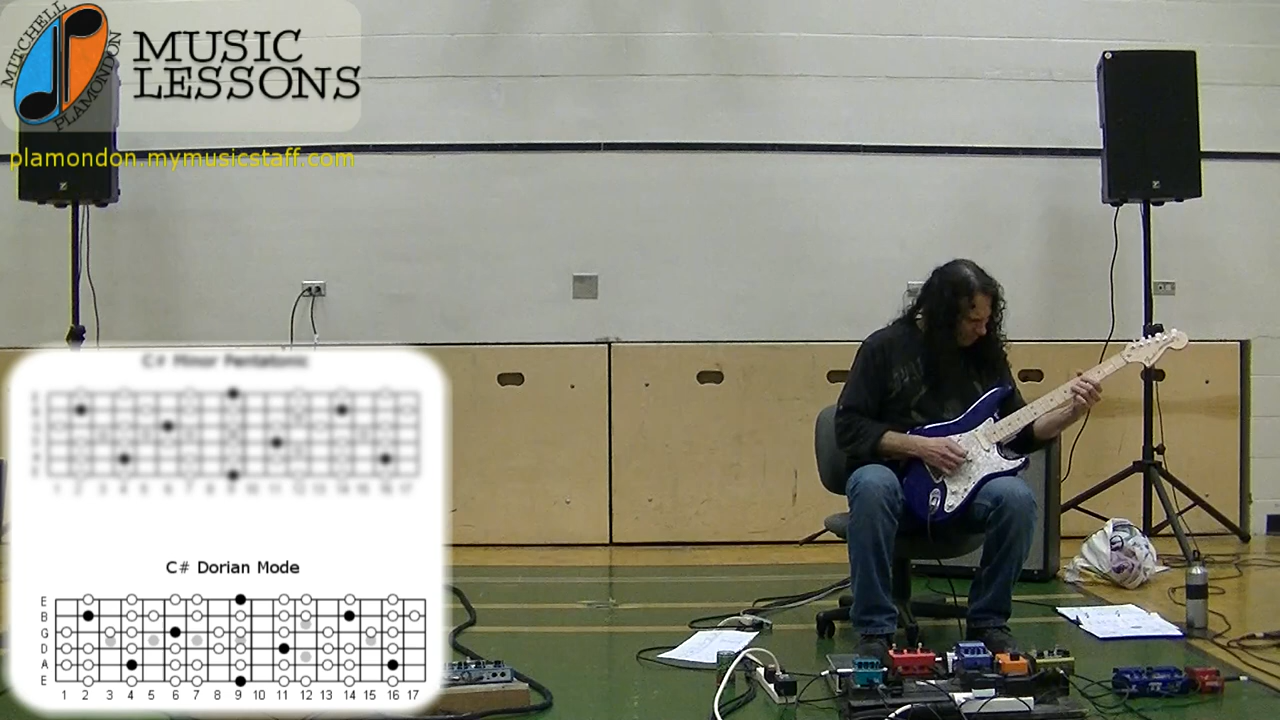 MITCHELL
PLAMONDON
MUSIC
LESSONS
plamondon.mymusicstaff.com
C# Minor Pentatonic
1 2 3 4 5 6 7 8 9 10 11 12 13 14 15 16 17
C# Dorian Mode
E
B
G
D
A
E
1 2 3 4 5 6 7 8 9 10 11 12 13 14 15 16 17